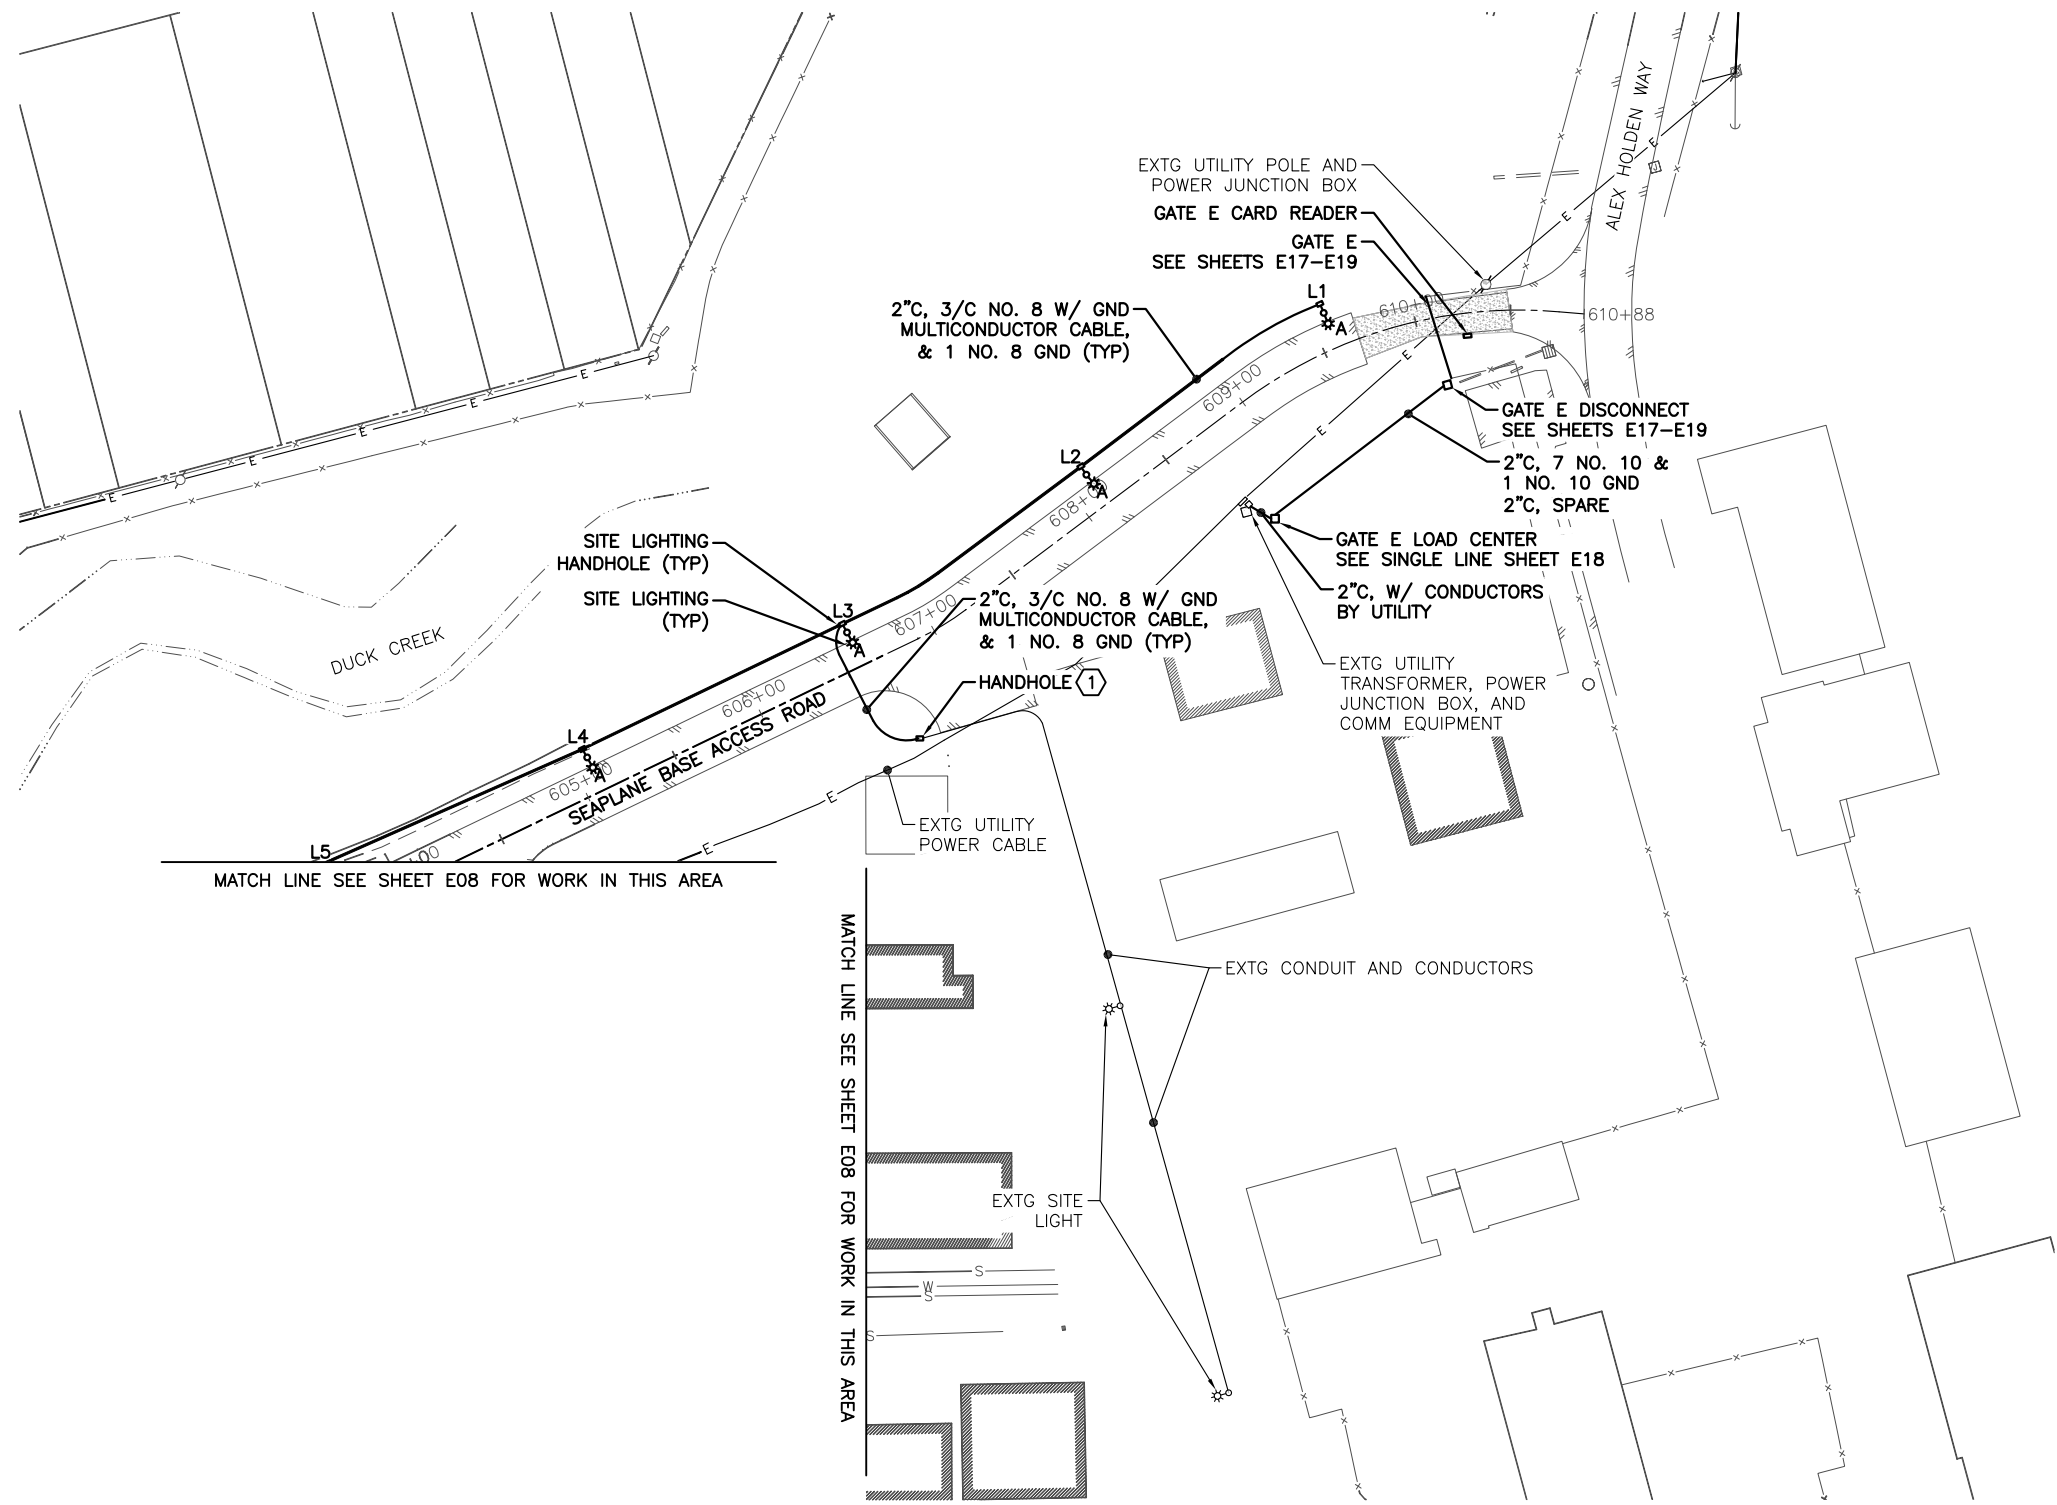 ALEX HOLDEN WAY
EXTG UTILITY POLE AND
POWER JUNCTION BOX
GATE E CARD READER
GATE E
SEE SHEETS E17-E19
L1
A
610+00
610+88
2"C, 3/C NO. 8 W/ GND
MULTICONDUCTOR CABLE,
& 1 NO. 8 GND (TYP)
609+00
GATE E DISCONNECT
SEE SHEETS E17-E19
2"C, 7 NO. 10 &
1 NO. 10 GND
2"C, SPARE
L2
A
608+00
GATE E LOAD CENTER
SEE SINGLE LINE SHEET E18
2"C, W/ CONDUCTORS
BY UTILITY
SITE LIGHTING
HANDHOLE (TYP)
SITE LIGHTING
(TYP)
L3
A
607+00
2"C, 3/C NO. 8 W/ GND
MULTICONDUCTOR CABLE,
& 1 NO. 8 GND (TYP)
HANDHOLE 1
EXTG UTILITY
TRANSFORMER, POWER
JUNCTION BOX, AND
COMM EQUIPMENT
DUCK CREEK
606+00
SEAPLANE BASE ACCESS ROAD
L4
A
605+00
L5
EXTG UTILITY
POWER CABLE
MATCH LINE SEE SHEET E08 FOR WORK IN THIS AREA
MATCH LINE SEE SHEET E08 FOR WORK IN THIS AREA
EXTG CONDUIT AND CONDUCTORS
EXTG SITE
LIGHT
S
W
S
S
E
E
E
E
E
E
E
E
E
E